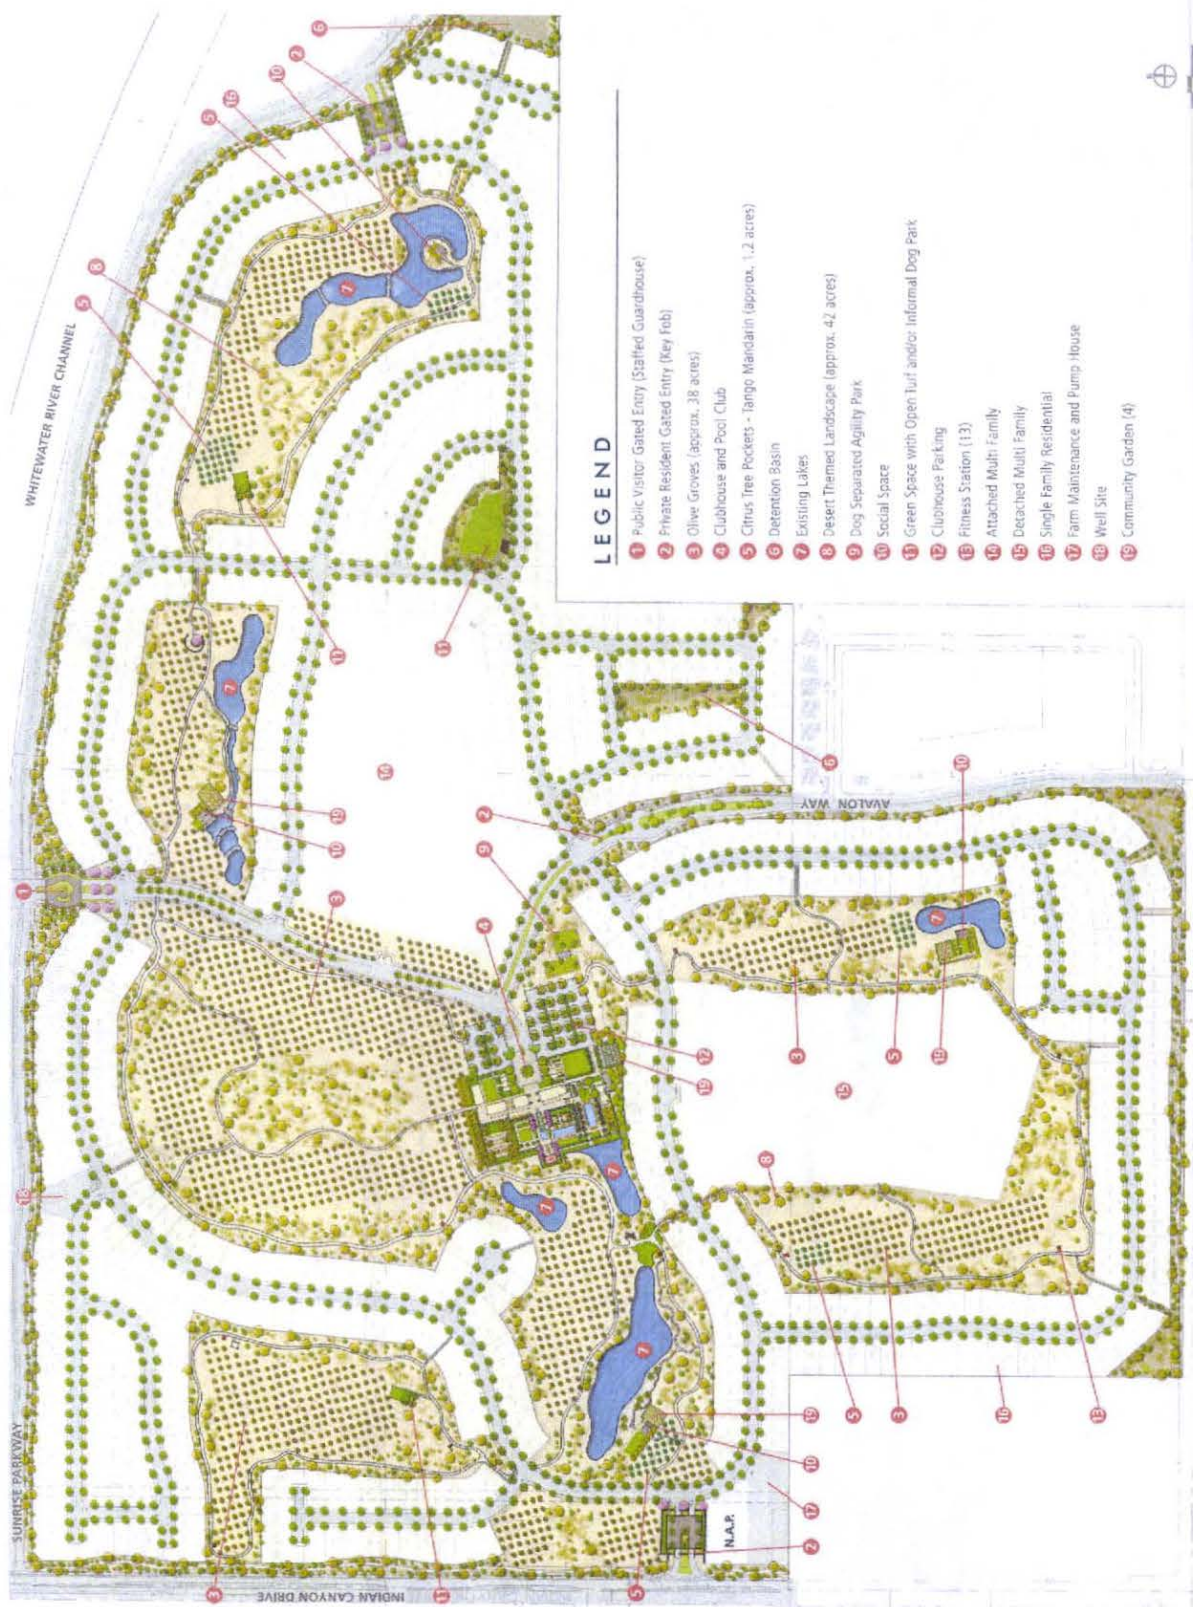 WHITEWATER RIVER CHANNEL
SUNRISE PARKWAY
INDIAN CANYON DRIVE
AVALON WAY
N.A.P.
LEGEND
1 Public Visitor Gated Entry (Staffed Guardhouse)
2 Private Resident Gated Entry (Key Fob)
3 Olive Groves (approx. 38 acres)
4 Clubhouse and Pool Club
5 Citrus Tree Pockets - Tango Mandarin (approx. 1.2 acres)
6 Detention Basin
7 Existing Lakes
8 Desert Themed Landscape (approx. 42 acres)
9 Dog Separated Agility Park
10 Social Space
11 Green Space with Open Turf and/or Informal Dog Park
12 Clubhouse Parking
13 Fitness Station (13)
14 Attached Multi Family
15 Detached Multi Family
16 Single Family Residential
17 Farm Maintenance and Pump House
18 Well Site
19 Community Garden (4)